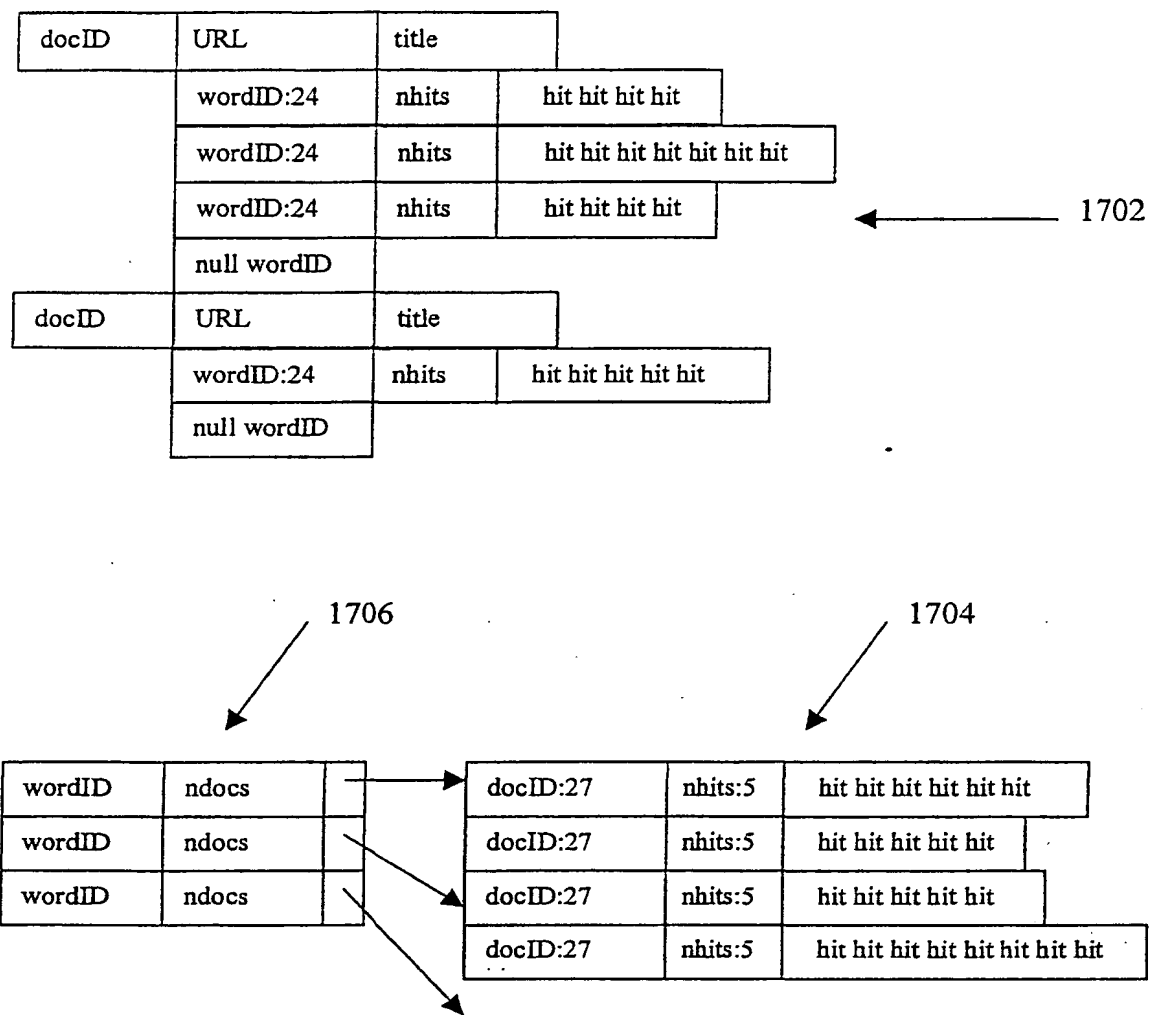 docID URL title
wordID:24 nhits hit hit hit hit
wordID:24 nhits hit hit hit hit hit hit hit
wordID:24 nhits hit hit hit hit
1702
null wordID
docID URL title
wordID:24 nhits hit hit hit hit hit
null wordID
1706 1704
wordID ndocs docID:27 nhits:5 hit hit hit hit hit hit
wordID ndocs docID:27 nhits:5 hit hit hit hit hit
wordID ndocs docID:27 nhits:5 hit hit hit hit hit
docID:27 nhits:5 hit hit hit hit hit hit hit hit